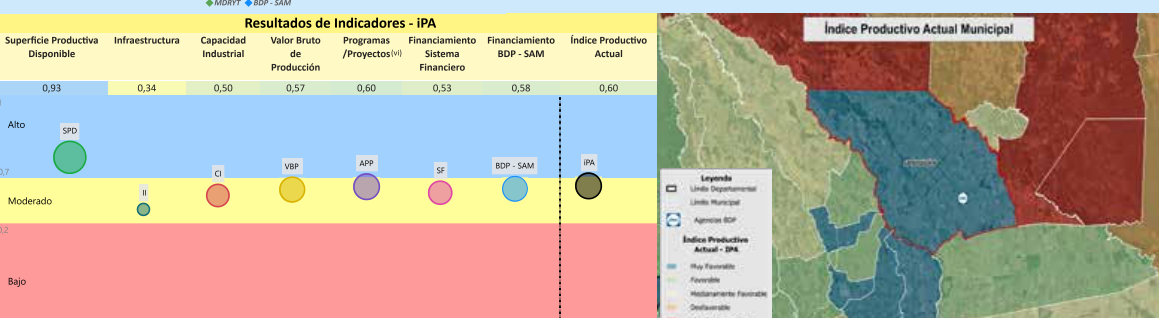 MDRYT BDP - SAM
Resultados de Indicadores - iPA
Superficie Productiva Disponible
Infraestructura
Capacidad Industrial
Valor Bruto de Producción
Programas /Proyectos(vi)
Financiamiento Sistema Financiero
Financiamiento BDP - SAM
Índice Productivo Actual
0,93 0,34 0,50 0,57 0,60 0,53 0,58 0,60
Alto
SPD
II
CI
VBP
APP
SF
BDP - SAM
iPA
0,7
Moderado
0,2
Bajo
Índice Productivo Actual Municipal
Leyenda
Límite Departamental
Límite Municipal
Agencias BDP
Índice Productivo
Actual - IPA
Muy Favorable
Favorable
Medianamente Favorable
Desfavorable